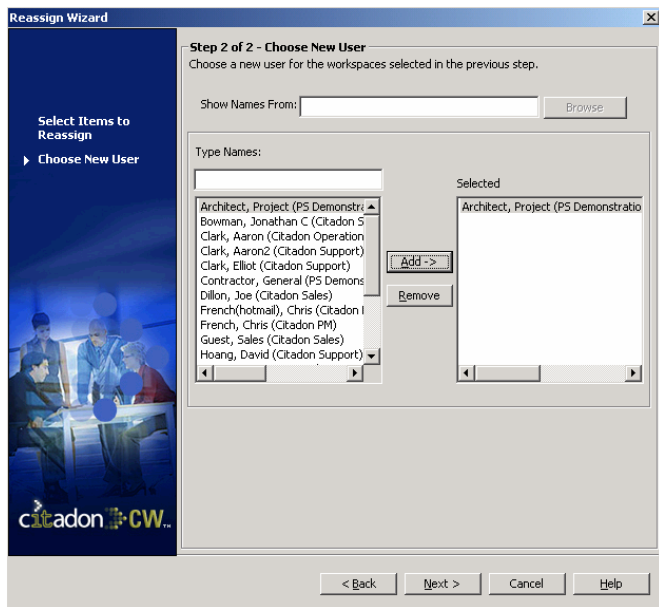 Reassign Wizard
Select Items to
Reassign
Choose New User
citadon CW™
Step 2 of 2 - Choose New User
Choose a new user for the workspaces selected in the previous step.
Show Names From:
Browse
Type Names:
Architect, Project (PS Demonstra
Bowman, Jonathan C (Citadon S
Clark, Aaron (Citadon Operation
Clark, Aaron2 (Citadon Support)
Clark, Elliot (Citadon Support)
Contractor, General (PS Demons
Dillon, Joe (Citadon Sales)
French(hotmail), Chris (Citadon
French, Chris (Citadon PM)
Guest, Sales (Citadon Sales)
Hoang, David (Citadon Support)
Add ->
Remove
Selected
Architect, Project (PS Demonstratio
< Back
Next >
Cancel
Help